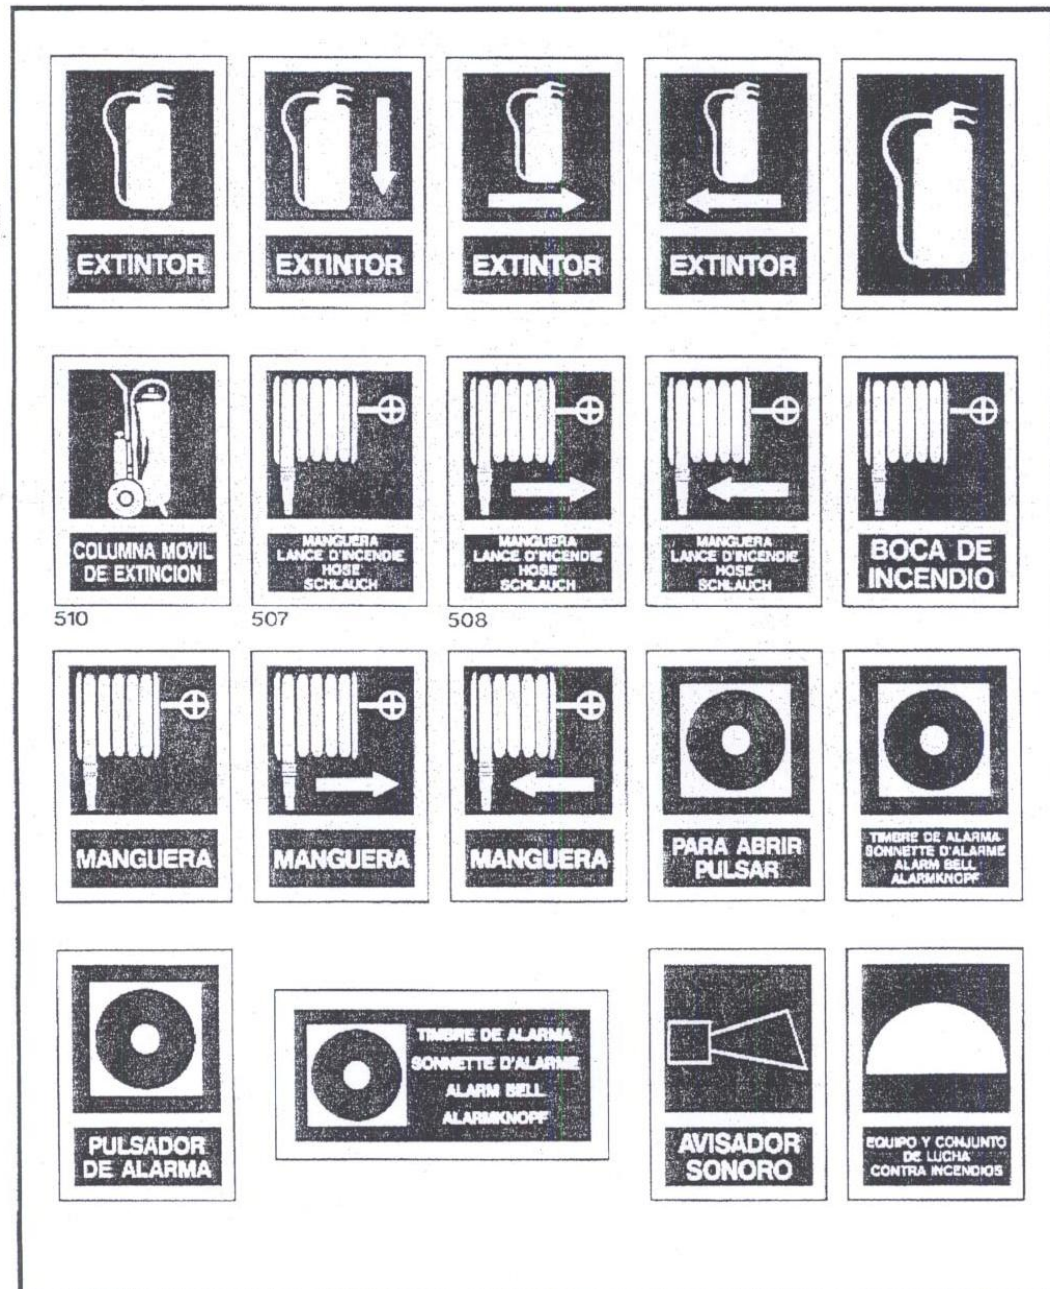 EXTINTOR
EXTINTOR
EXTINTOR
EXTINTOR
COLUMNA MOVIL
DE EXTINCION
510
MANGUERA
LANCE D'INCENDIE
HOSE
SCHLAUCH
507
MANGUERA
LANCE D'INCENDIE
HOSE
SCHLAUCH
508
MANGUERA
LANCE D'INCENDIE
HOSE
SCHLAUCH
BOCA DE
INCENDIO
MANGUERA
MANGUERA
MANGUERA
PARA ABRIR
PULSAR
TIMBRE DE ALARMA
SONNETTE D'ALARME
ALARM BELL
ALARMKNOPF
PULSADOR
DE ALARMA
TIMBRE DE ALARMA
SONNETTE D'ALARME
ALARM BELL
ALARMKNOPF
AVISADOR
SONORO
EQUIPO Y CONJUNTO
DE LUCHA
CONTRA INCENDIOS